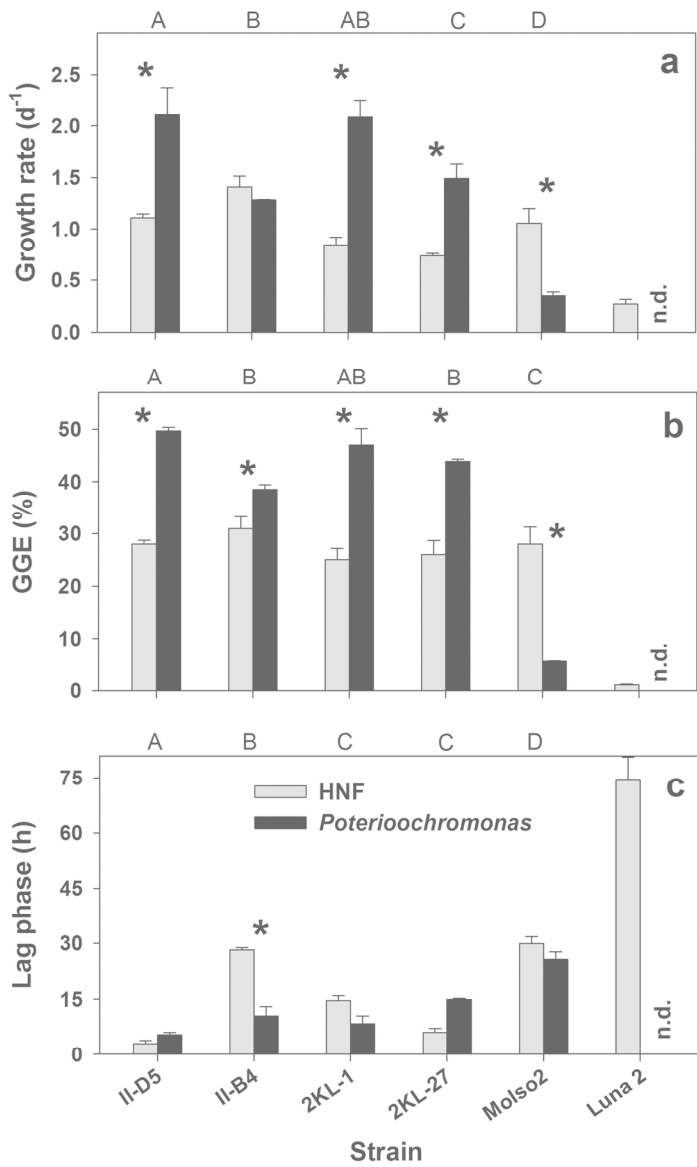 A B AB C D
a
Growth rate (d⁻¹)
2.5
2.0
1.5
1.0
0.5
0.0
* * * *
n.d.
A B AB B C
b
GGE (%)
50
40
30
20
10
0
* * * * *
n.d.
A B C C D
c
Lag phase (h)
75
60
45
30
15
0
HNF
Poterioochromonas
*
n.d.
II-D5 II-B4 2KL-1 2KL-27 Molso2 Luna 2
Strain